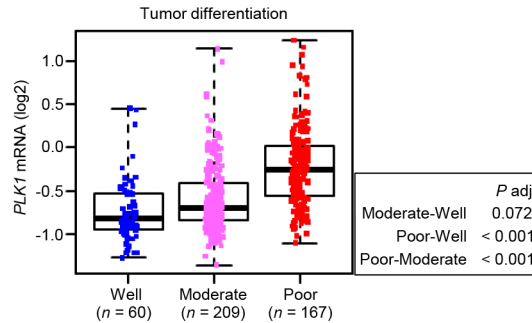 Tumor differentiation
PLK1 mRNA (log2)
1.0
0.5
0.0
-0.5
-1.0
Well
(n = 60)
Moderate
(n = 209)
Poor
(n = 167)
P adj
Moderate-Well 0.072
Poor-Well < 0.001
Poor-Moderate < 0.001